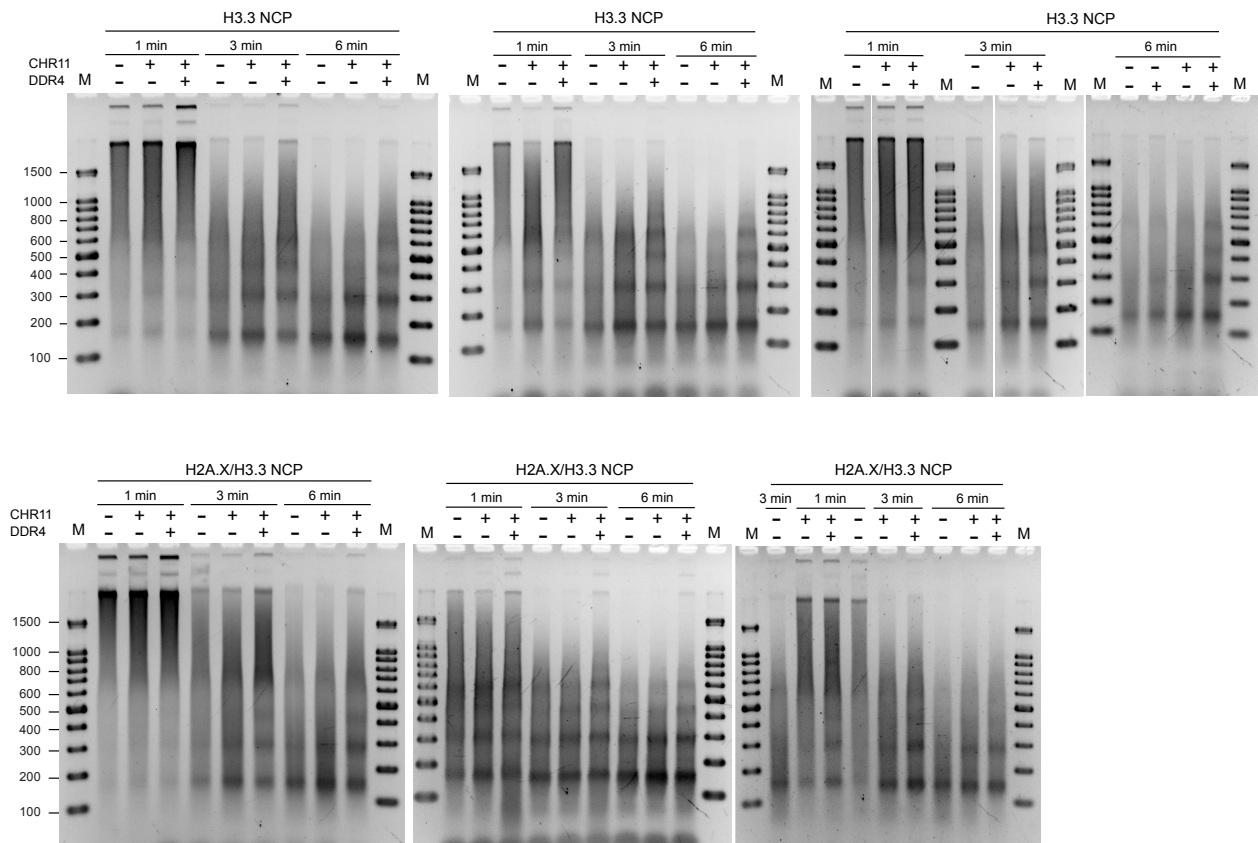 H3.3 NCP H3.3 NCP H3.3 NCP
1 min 3 min 6 min 1 min 3 min 6 min 1 min 3 min 6 min
CHR11 - + + - + + - + + - + + - + + - + + - + + - + + - - + +
DDR4 + + + M + + + M + M + M - + - + M
1500
1000
800
600
500
400
300
200
100
H2A.X/H3.3 NCP H2A.X/H3.3 NCP H2A.X/H3.3 NCP
1 min 3 min 6 min 1 min 3 min 6 min 3 min 1 min 3 min 6 min
CHR11 - + + - + + - + + - + + - + + - + + - + + - + + - + +
DDR4 M + + + M + + + M M + + + M
1500
1000
800
600
500
400
300
200
100